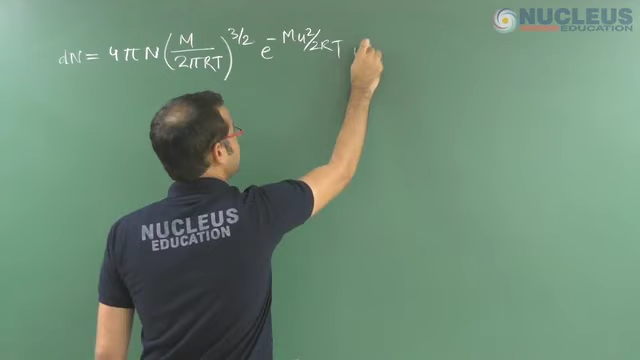 NUCLEUS
EDUCATION
dN = 4πN (M/2πRT)^3/2 e^-Mu²/2RT
NUCLEUS
EDUCATION